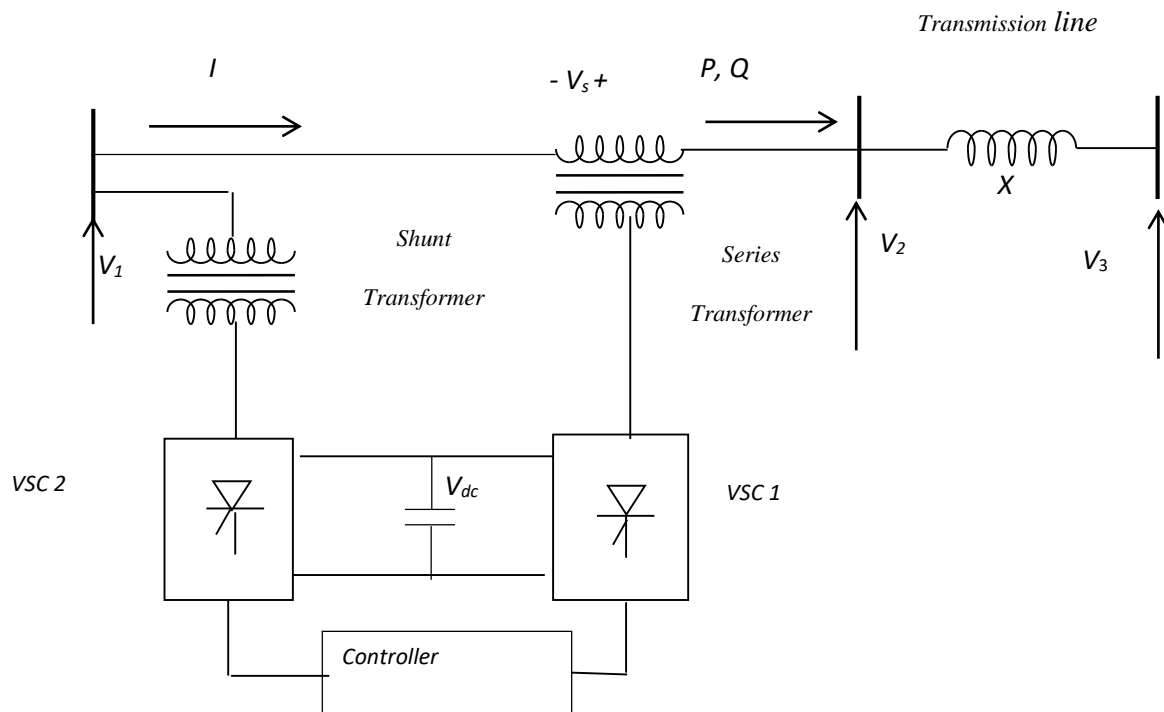 Transmission line
I
- Vs +
P, Q
X
V1
Shunt
Transformer
Series
Transformer
V2
V3
VSC 2
Vdc
VSC 1
Controller